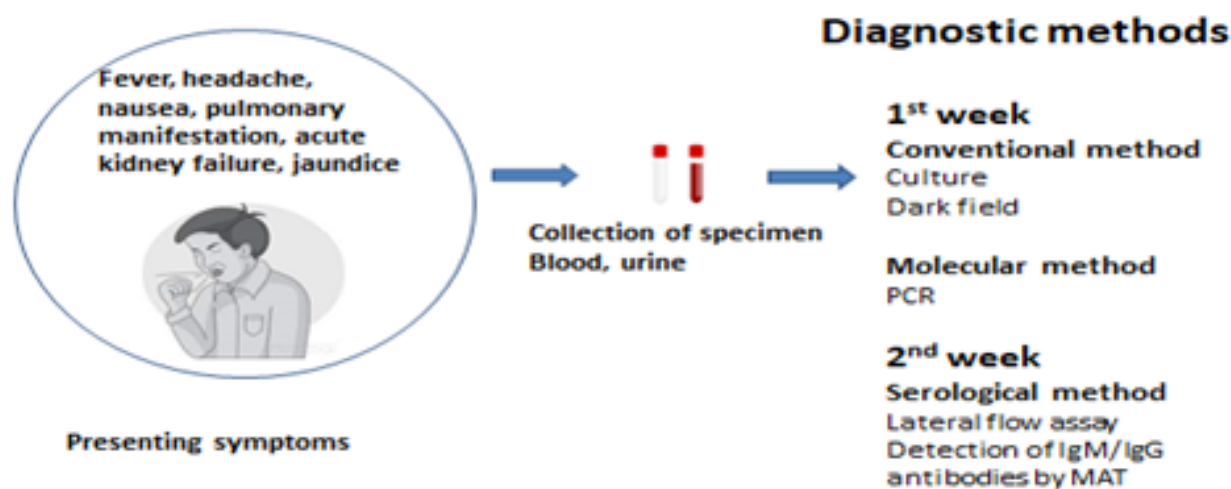 Fever, headache,
nausea, pulmonary
manifestation, acute
kidney failure, jaundice
Presenting symptoms
Collection of specimen
Blood, urine
Diagnostic methods
1st week
Conventional method
Culture
Dark field
Molecular method
PCR
2nd week
Serological method
Lateral flow assay
Detection of IgM/IgG
antibodies by MAT